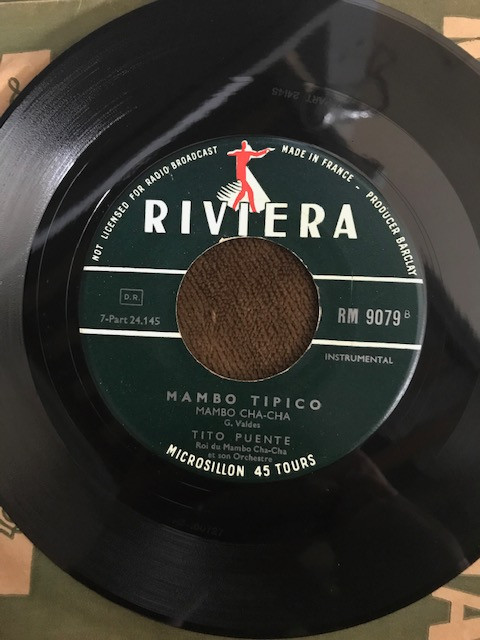 NOT LICENSED FOR RADIO BROADCAST
MADE IN FRANCE - PRODUCER BARCLAY
RIVIERA
D.R.
7-Part 24.145
RM 9079 B
INSTRUMENTAL
MAMBO TIPICO
MAMBO CHA-CHA
G. Valdes
TITO PUENTE
Roi du Mambo Cha-Cha
et son Orchestre
MICROSILLON 45 TOURS